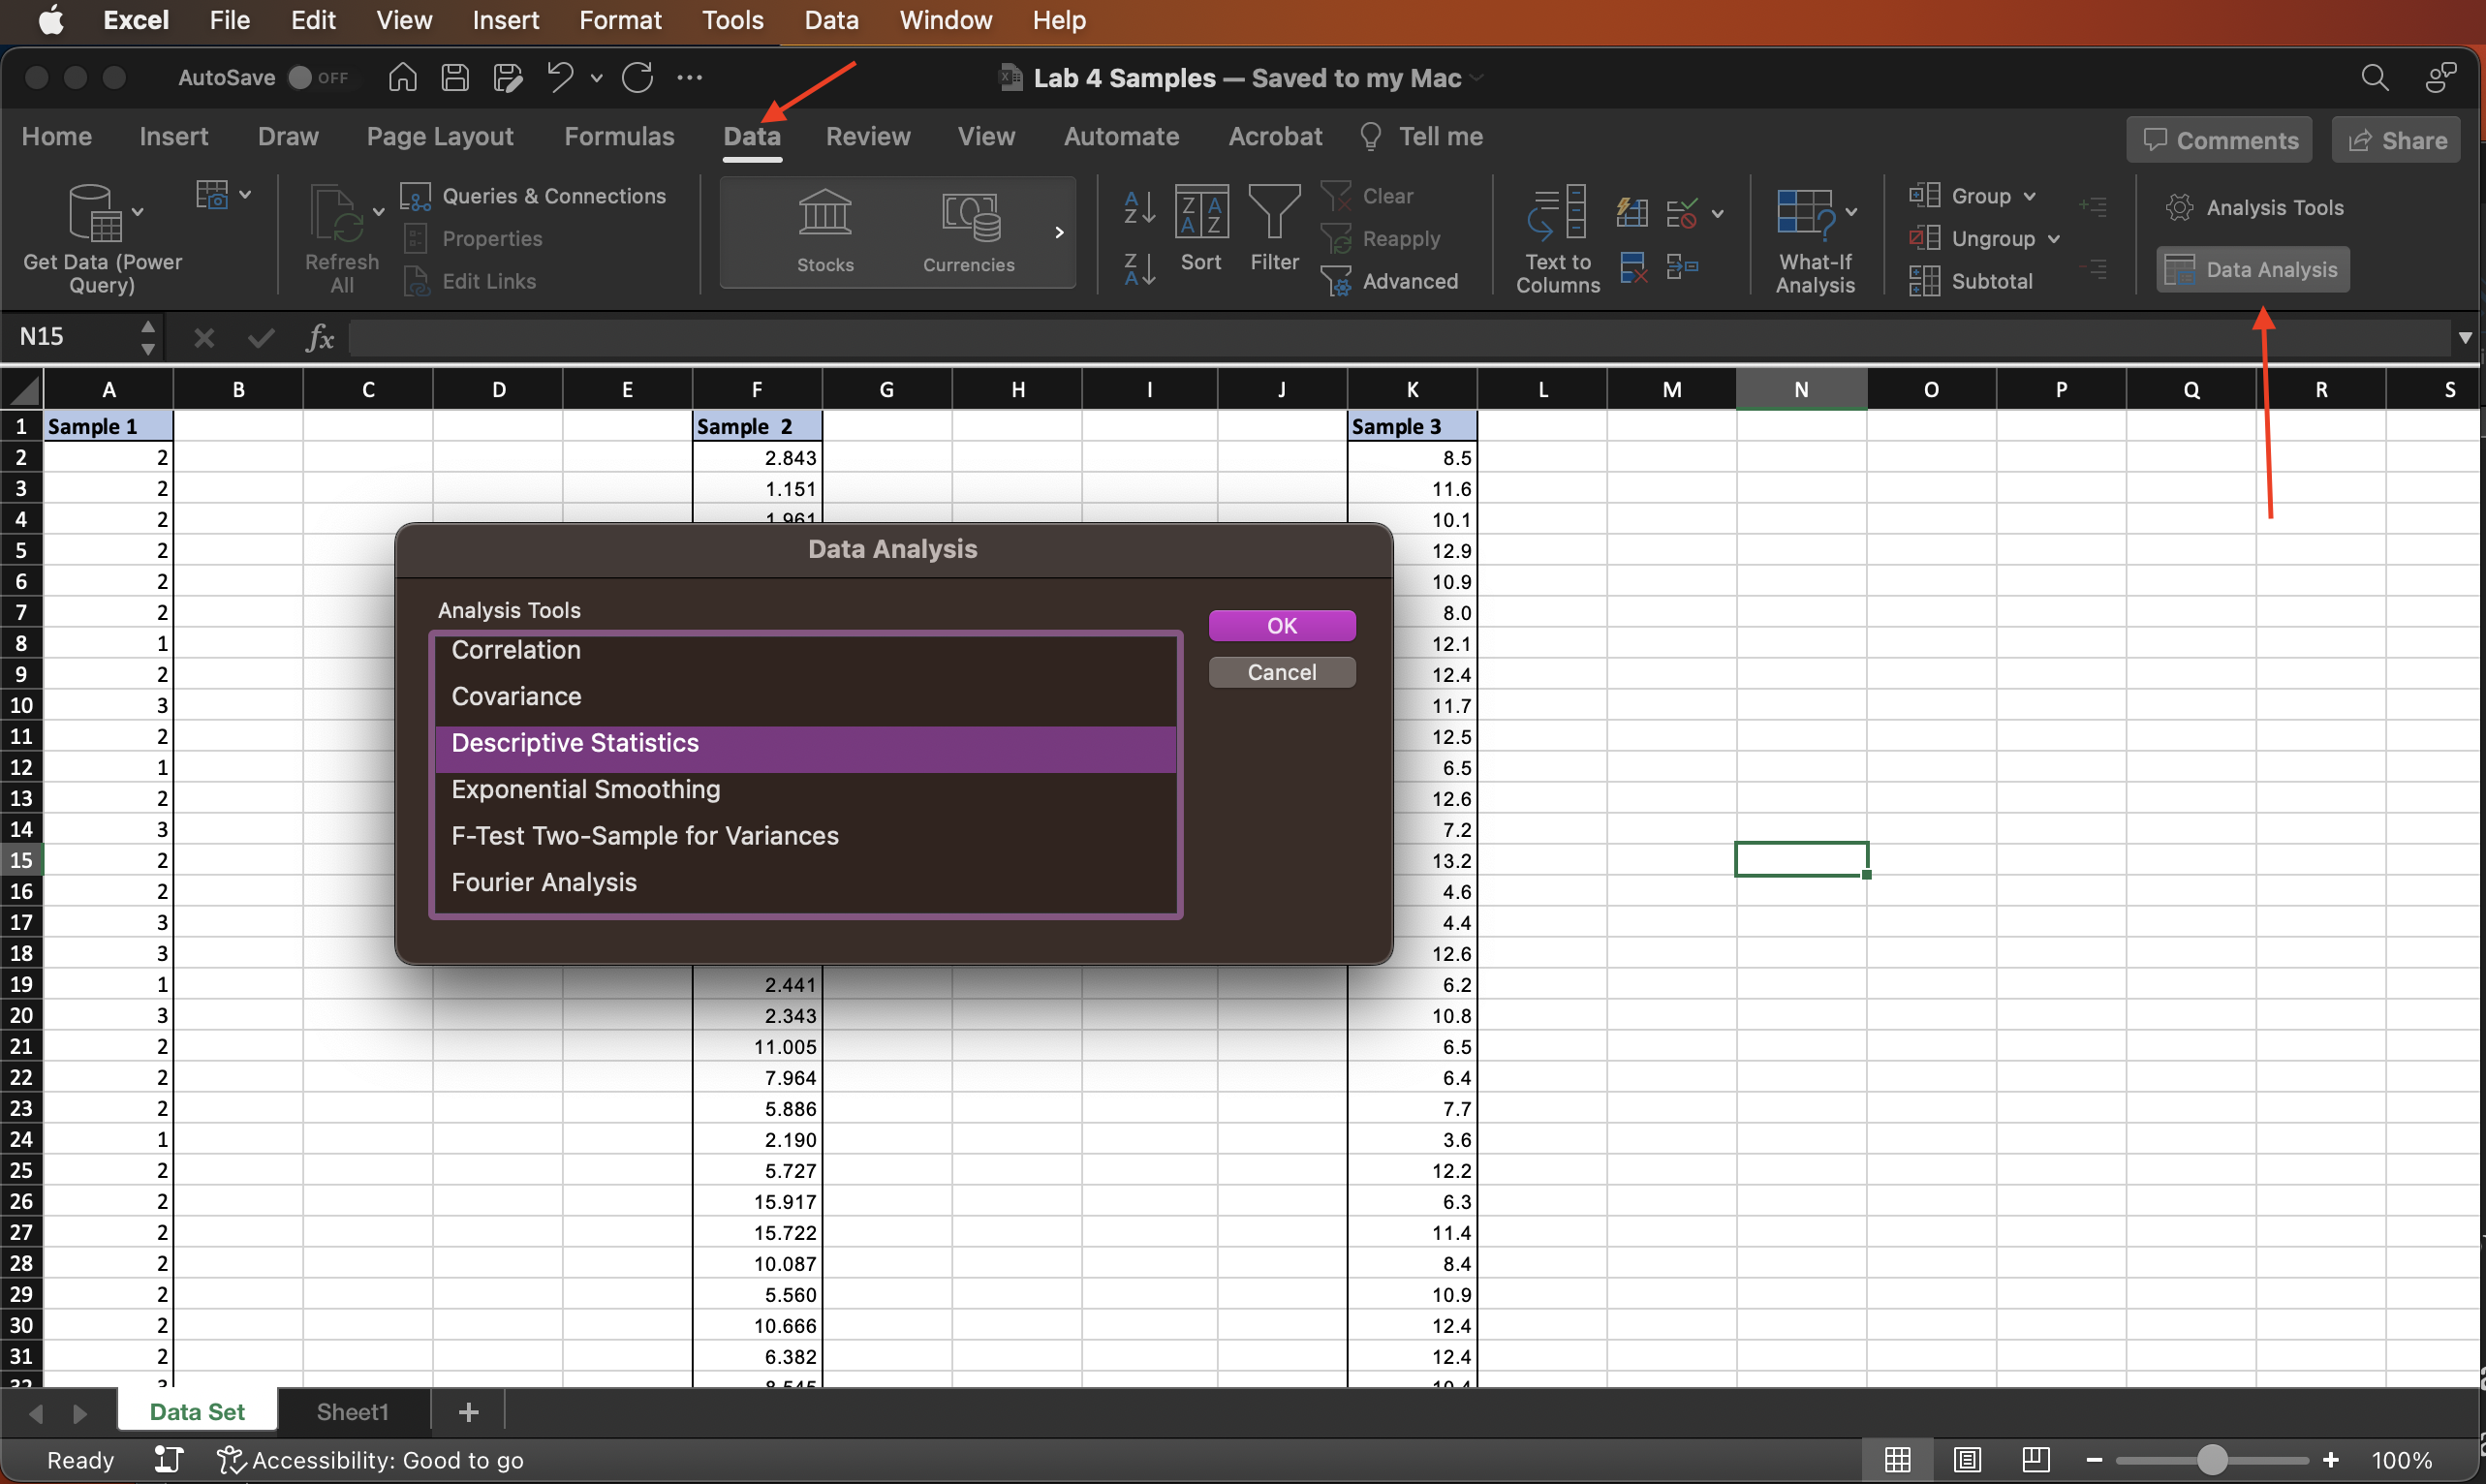 Excel File Edit View Insert Format Tools Data Window Help
AutoSave OFF Lab 4 Samples — Saved to my Mac
Home Insert Draw Page Layout Formulas Data Review View Automate Acrobat Tell me Comments Share
Get Data (Power Query)
Refresh All
Queries & Connections
Properties
Edit Links
Stocks Currencies
Sort Filter
Clear
Reapply
Advanced
Text to Columns
What-If Analysis
Group
Ungroup
Subtotal
Analysis Tools
Data Analysis
N15 fx
A B C D E F G H I J K L M N O P Q R S
1 Sample 1 Sample  2 Sample 3
2 2 2.843 8.5
3 2 1.151 11.6
4 2 1.961 10.1
5 2 12.9
6 2 10.9
7 2 8.0
8 1 12.1
9 2 12.4
10 3 11.7
11 2 12.5
12 1 6.5
13 2 12.6
14 3 7.2
15 2 13.2
16 2 4.6
17 3 4.4
18 3 12.6
19 1 2.441 6.2
20 3 2.343 10.8
21 2 11.005 6.5
22 2 7.964 6.4
23 2 5.886 7.7
24 1 2.190 3.6
25 2 5.727 12.2
26 2 15.917 6.3
27 2 15.722 11.4
28 2 10.087 8.4
29 2 5.560 10.9
30 2 10.666 12.4
31 2 6.382 12.4
Data Analysis
Analysis Tools
Correlation
Covariance
Descriptive Statistics
Exponential Smoothing
F-Test Two-Sample for Variances
Fourier Analysis
OK
Cancel
Data Set Sheet1 +
Ready Accessibility: Good to go 100%